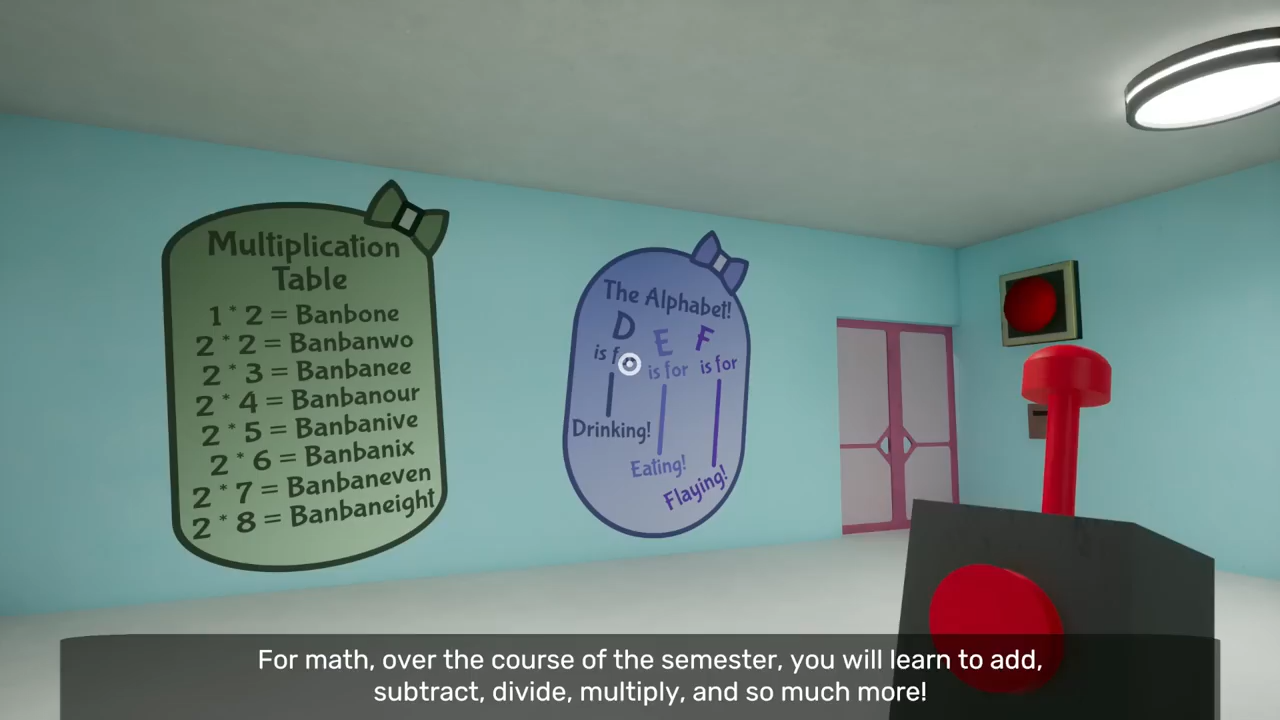 Multiplication
Table
1 * 2 = Banbone
2 * 2 = Banbanwo
2 * 3 = Banbanee
2 * 4 = Banbanour
2 * 5 = Banbanive
2 * 6 = Banbanix
2 * 7 = Banbaneven
2 * 8 = Banbaneight
The Alphabet!
D E F
is for is for is for
Drinking!
Eating!
Flaying!
For math, over the course of the semester, you will learn to add,
subtract, divide, multiply, and so much more!